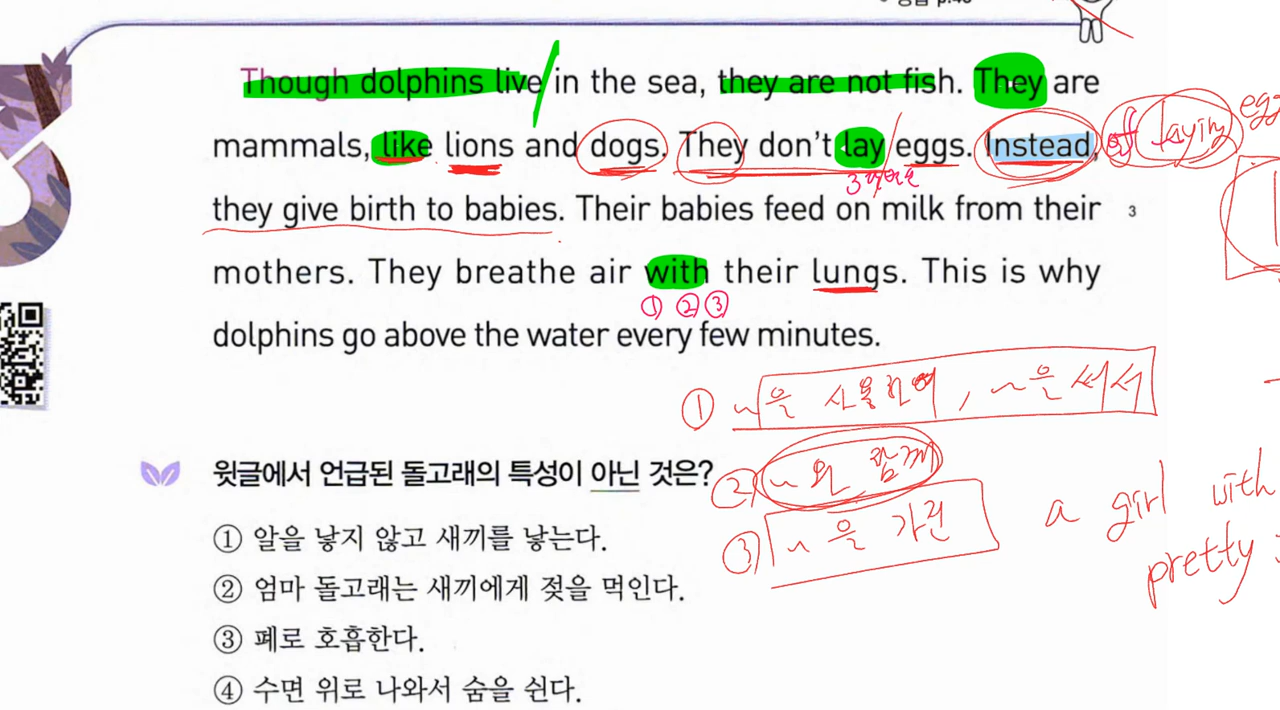 Though dolphins live in the sea, they are not fish. They are
mammals, like lions and dogs. They don't lay eggs. Instead, of laying egg
they give birth to babies. Their babies feed on milk from their 3
mothers. They breathe air with their lungs. This is why
① ② ③
dolphins go above the water every few minutes.
① ~을 사용하여, ~을 써서
② ~와 함께
③ ~을 가진
a girl with
pretty
윗글에서 언급된 돌고래의 특성이 아닌 것은?
① 알을 낳지 않고 새끼를 낳는다.
② 엄마 돌고래는 새끼에게 젖을 먹인다.
③ 폐로 호흡한다.
④ 수면 위로 나와서 숨을 쉰다.